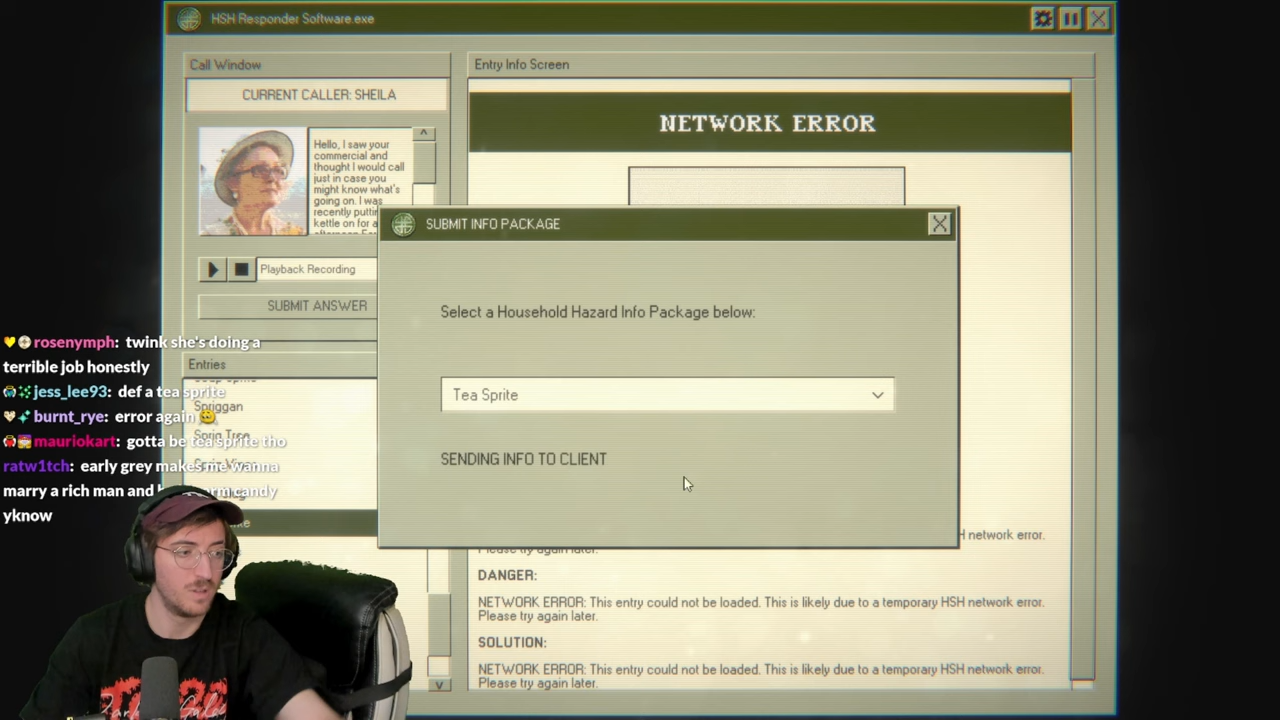 HSH Responder Software.exe
Call Window
CURRENT CALLER: SHEILA
Hello, I saw your
commercial and
thought I would call
just in case you
might know what's
going on. I was
recently putting
kettle on for a
Playback Recording
SUBMIT ANSWER
Entries
Spriggan
Entry Info Screen
NETWORK ERROR
SUBMIT INFO PACKAGE
Select a Household Hazard Info Package below:
Tea Sprite
SENDING INFO TO CLIENT
H network error.
Please try again later.
DANGER:
NETWORK ERROR: This entry could not be loaded. This is likely due to a temporary HSH network error.
Please try again later.
SOLUTION:
NETWORK ERROR: This entry could not be loaded. This is likely due to a temporary HSH network error.
Please try again later.
rosenymph: twink she's doing a
terrible job honestly
jess_lee93: def a tea sprite
burnt_rye: error again
mauriokart: gotta be tea sprite tho
ratw1tch: early grey makes me wanna
marry a rich man and
candy
yknow